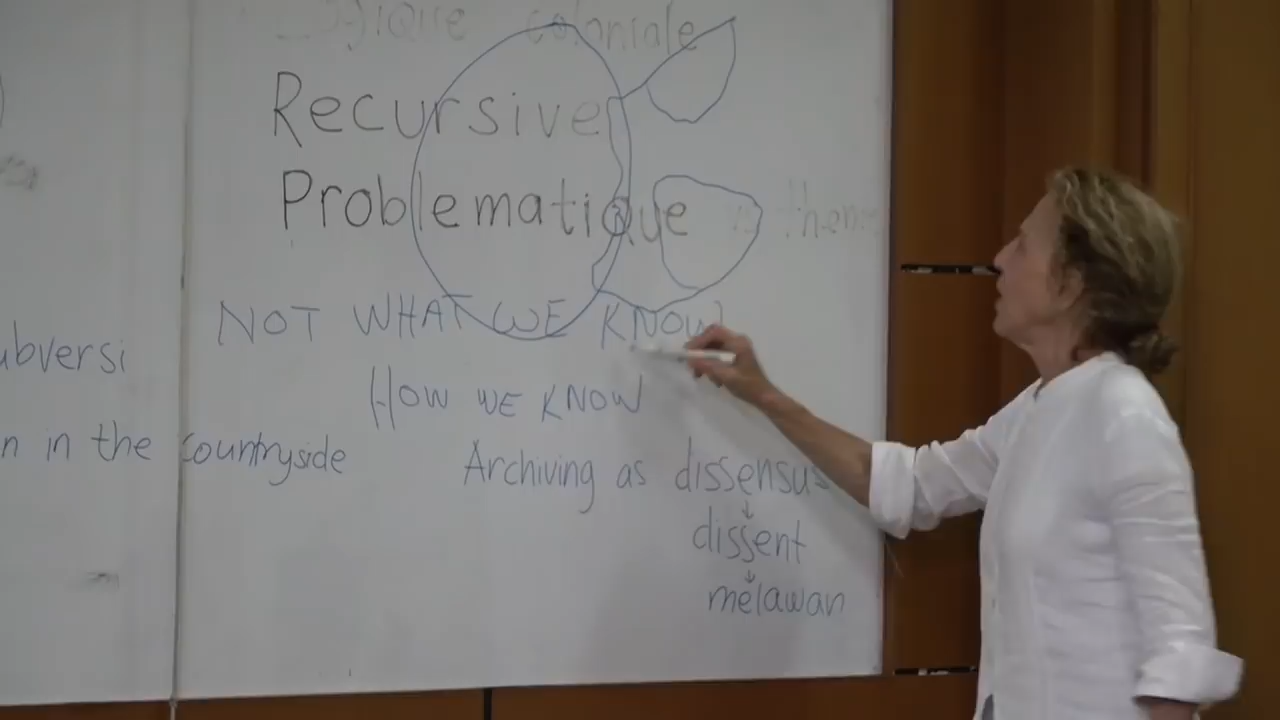 coloniale
Recursive
Problematique
NOT WHAT WE KNOW
HOW WE KNOW
ubversi
n in the countryside
Archiving as dissensus
↓
dissent
↓
melawan